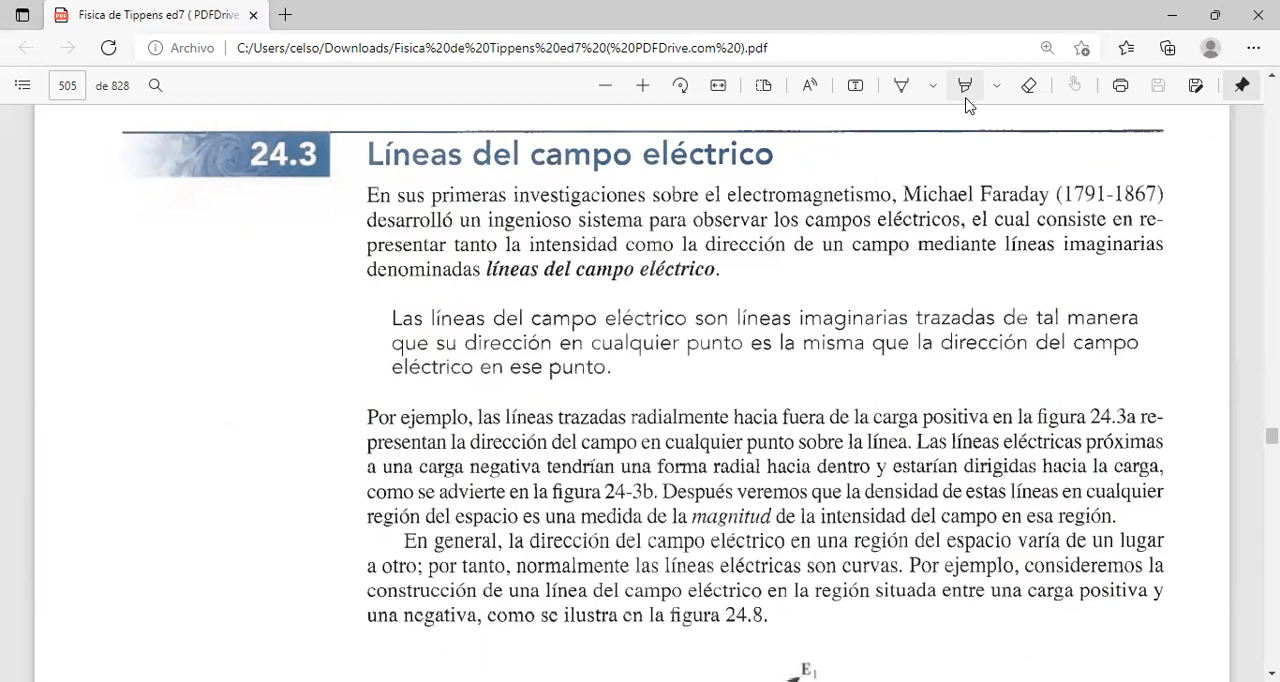 Fisica de Tippens ed7 ( PDFDrive
Archivo
C:/Users/celso/Downloads/Fisica%20de%20Tippens%20ed7%20(%20PDFDrive.com%20).pdf
505
de 828
24.3 Líneas del campo eléctrico
En sus primeras investigaciones sobre el electromagnetismo, Michael Faraday (1791-1867)
desarrolló un ingenioso sistema para observar los campos eléctricos, el cual consiste en re-
presentar tanto la intensidad como la dirección de un campo mediante líneas imaginarias
denominadas líneas del campo eléctrico.
Las líneas del campo eléctrico son líneas imaginarias trazadas de tal manera
que su dirección en cualquier punto es la misma que la dirección del campo
eléctrico en ese punto.
Por ejemplo, las líneas trazadas radialmente hacia fuera de la carga positiva en la figura 24.3a re-
presentan la dirección del campo en cualquier punto sobre la línea. Las líneas eléctricas próximas
a una carga negativa tendrían una forma radial hacia dentro y estarían dirigidas hacia la carga,
como se advierte en la figura 24-3b. Después veremos que la densidad de estas líneas en cualquier
región del espacio es una medida de la magnitud de la intensidad del campo en esa región.
En general, la dirección del campo eléctrico en una región del espacio varía de un lugar
a otro; por tanto, normalmente las líneas eléctricas son curvas. Por ejemplo, consideremos la
construcción de una línea del campo eléctrico en la región situada entre una carga positiva y
una negativa, como se ilustra en la figura 24.8.
E₁